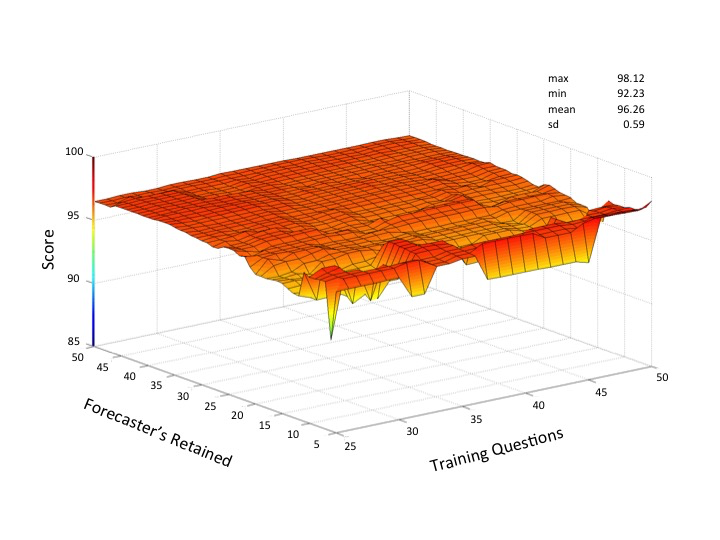 max 98.12
min 92.23
mean 96.26
sd 0.59
100
95
90
85
Score
50
45
40
35
30
25
20
15
10
5
Forecaster’s Retained
25
30
35
40
45
50
Training Questions